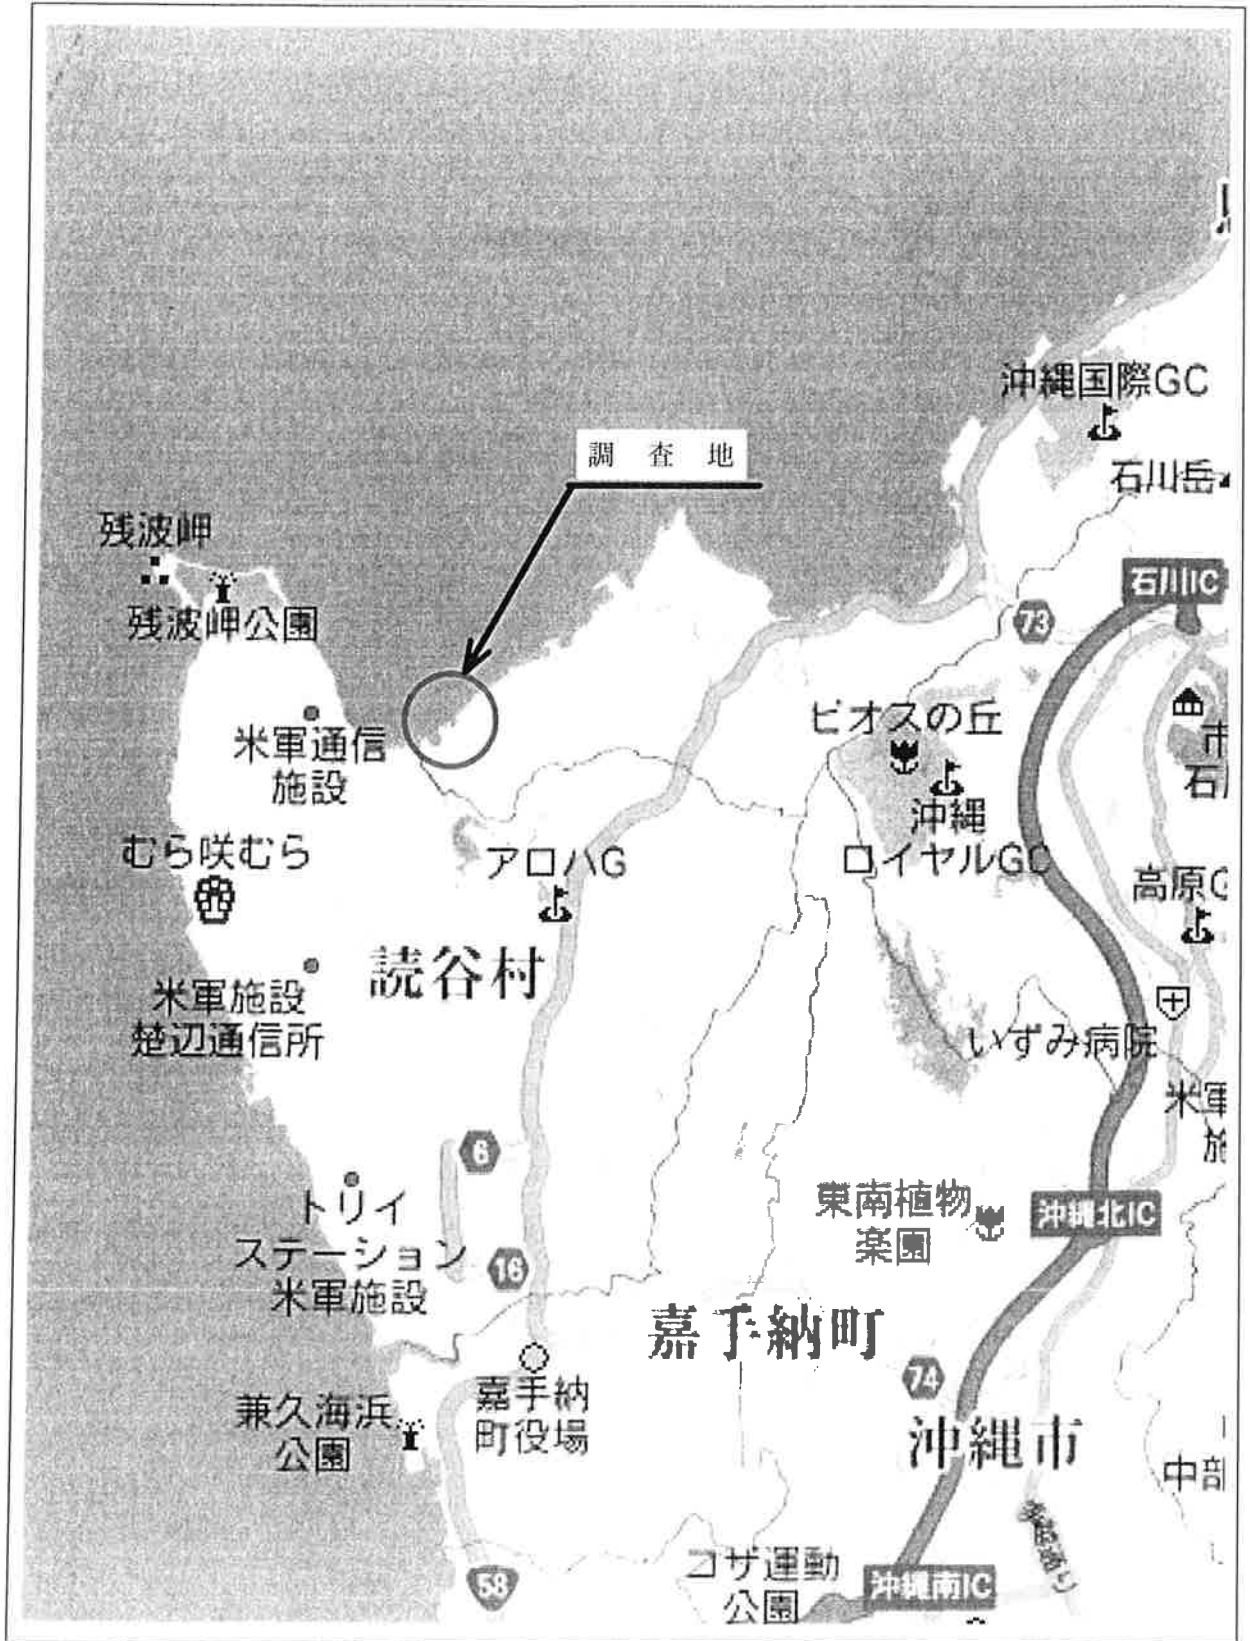 沖縄国際GC
調査地
石川岳
残波岬
石川IC
残波岬公園
73
ビオスの丘
米軍通信
施設
沖縄
ロイヤルGC
むら咲むら
アロハG
高原G
読谷村
米軍施設
楚辺通信所
いずみ病院
米軍
施
6
東南植物
楽園
沖縄北IC
トリイ
ステーション
米軍施設
16
嘉手納町
74
嘉手納
町役場
兼久海浜
公園
沖縄市
中部
コザ運動
公園
沖縄南IC
58